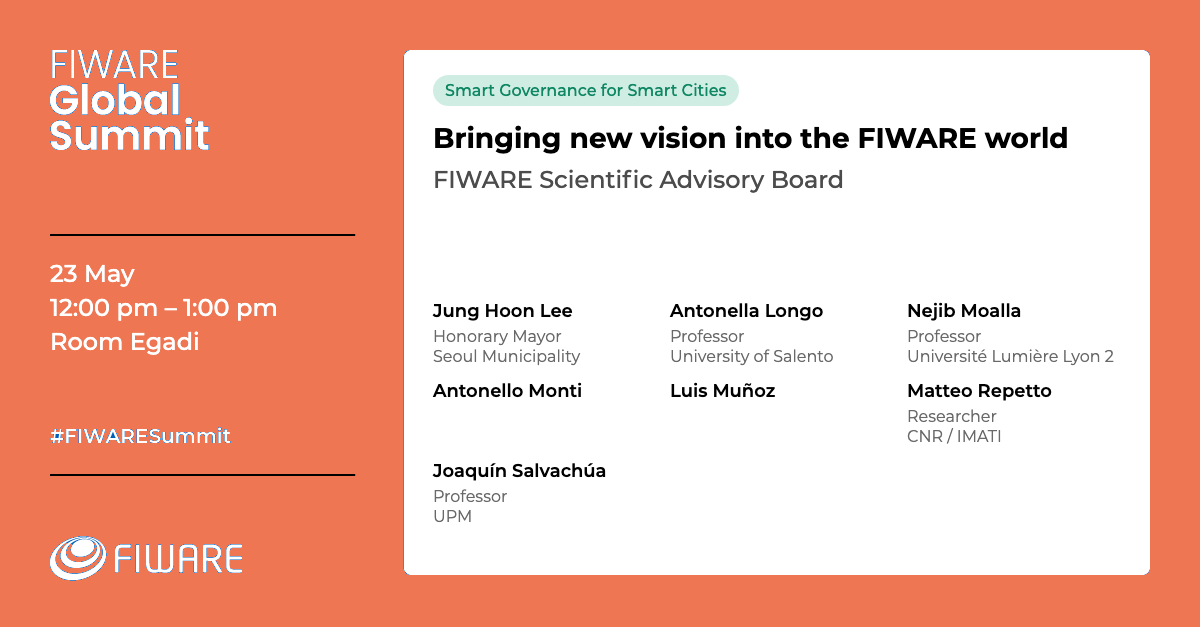 FIWARE
Global
Summit
23 May
12:00 pm – 1:00 pm
Room Egadi
#FIWARESummit
FIWARE
Smart Governance for Smart Cities
Bringing new vision into the FIWARE world
FIWARE Scientific Advisory Board
Jung Hoon Lee
Honorary Mayor
Seoul Municipality
Antonella Longo
Professor
University of Salento
Nejib Moalla
Professor
Université Lumière Lyon 2
Antonello Monti
Luis Muñoz
Matteo Repetto
Researcher
CNR / IMATI
Joaquín Salvachúa
Professor
UPM